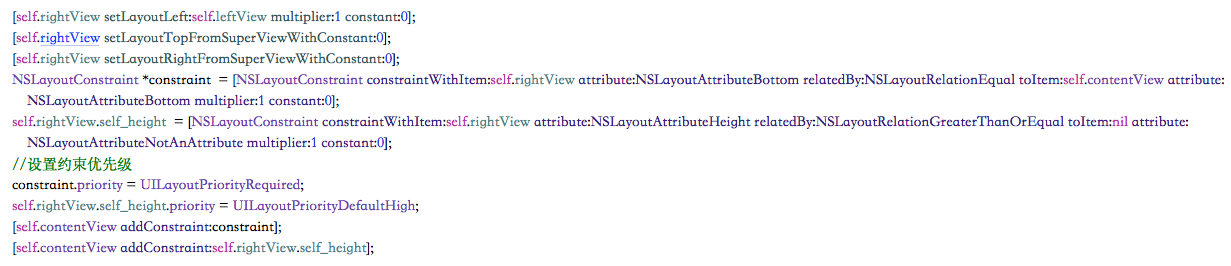 [self.rightView setLayoutLeft:self.leftView multiplier:1 constant:0];
[self.rightView setLayoutTopFromSuperViewWithConstant:0];
[self.rightView setLayoutRightFromSuperViewWithConstant:0];
NSLayoutConstraint *constraint = [NSLayoutConstraint constraintWithItem:self.rightView attribute:NSLayoutAttributeBottom relatedBy:NSLayoutRelationEqual toItem:self.contentView attribute:
NSLayoutAttributeBottom multiplier:1 constant:0];
self.rightView.self_height = [NSLayoutConstraint constraintWithItem:self.rightView attribute:NSLayoutAttributeHeight relatedBy:NSLayoutRelationGreaterThanOrEqual toItem:nil attribute:
NSLayoutAttributeNotAnAttribute multiplier:1 constant:0];
//设置约束优先级
constraint.priority = UILayoutPriorityRequired;
self.rightView.self_height.priority = UILayoutPriorityDefaultHigh;
[self.contentView addConstraint:constraint];
[self.contentView addConstraint:self.rightView.self_height];